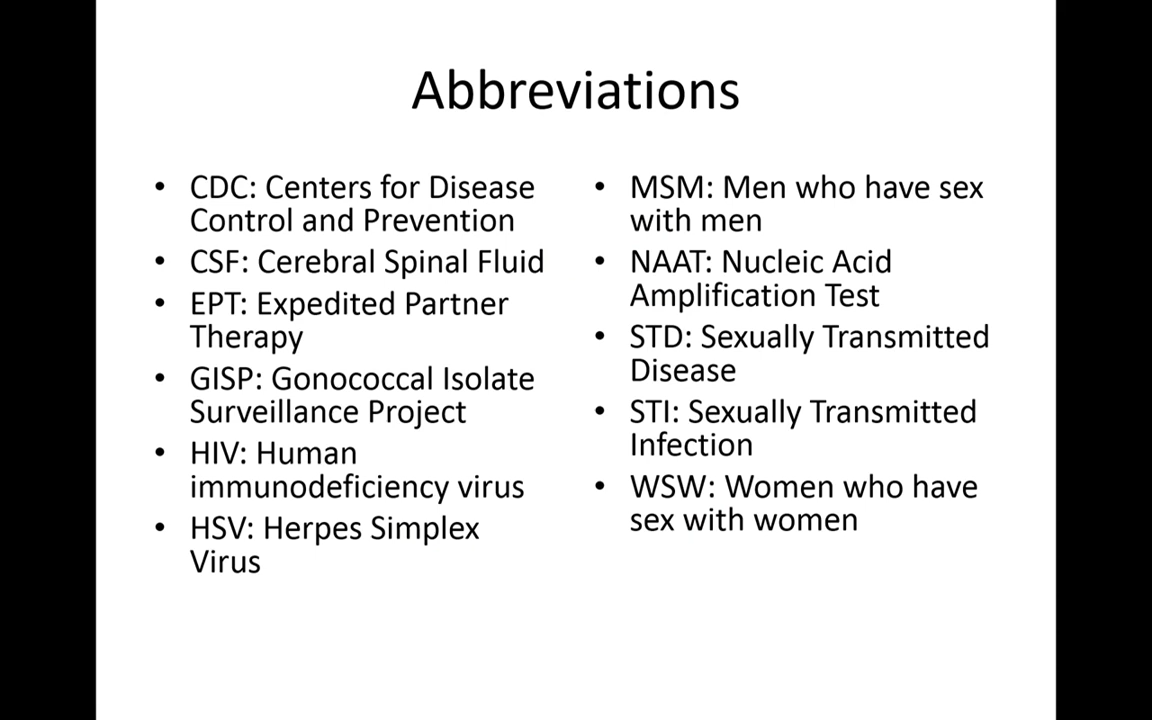 Abbreviations
• CDC: Centers for Disease
Control and Prevention
• CSF: Cerebral Spinal Fluid
• EPT: Expedited Partner
Therapy
• GISP: Gonococcal Isolate
Surveillance Project
• HIV: Human
immunodeficiency virus
• HSV: Herpes Simplex
Virus
• MSM: Men who have sex
with men
• NAAT: Nucleic Acid
Amplification Test
• STD: Sexually Transmitted
Disease
• STI: Sexually Transmitted
Infection
• WSW: Women who have
sex with women